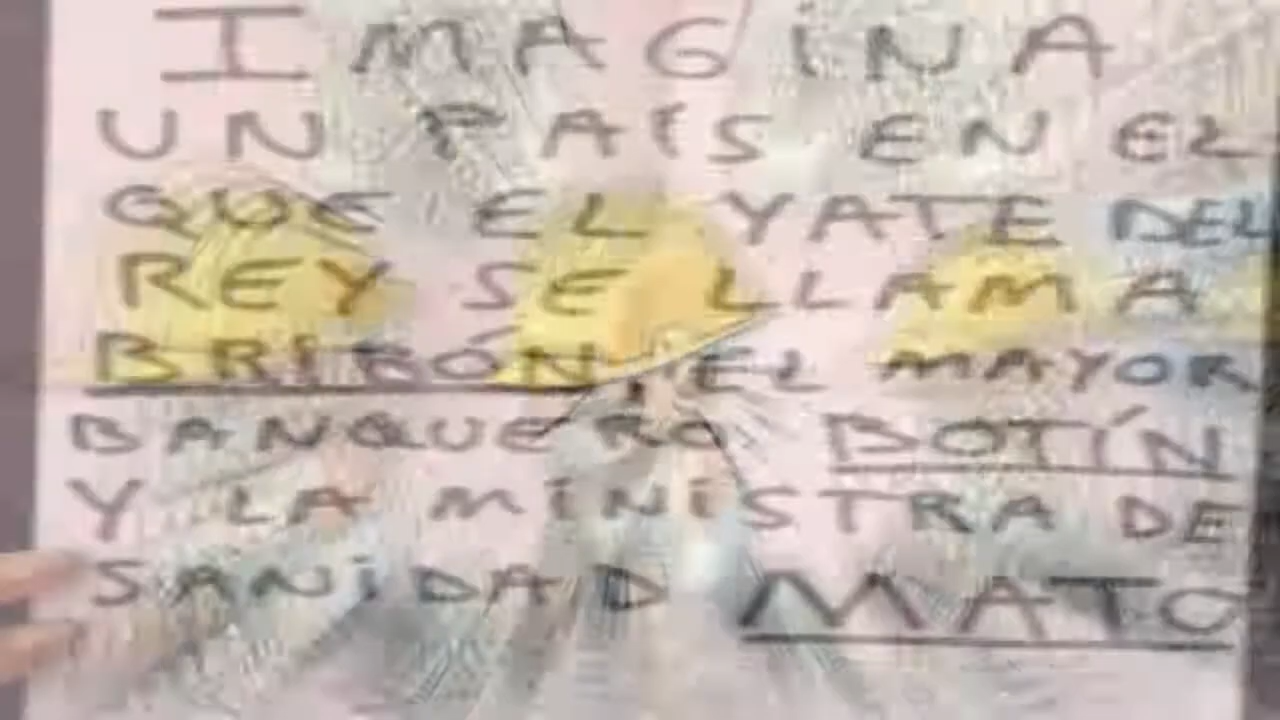 IMAGINA
UN PAÍS EN EL
QUE EL YATE DEL
REY SE LLAMA
BRIBÓN, EL MAYOR
BANQUERO BOTÍN
Y LA MINISTRA DE
SANIDAD MATO